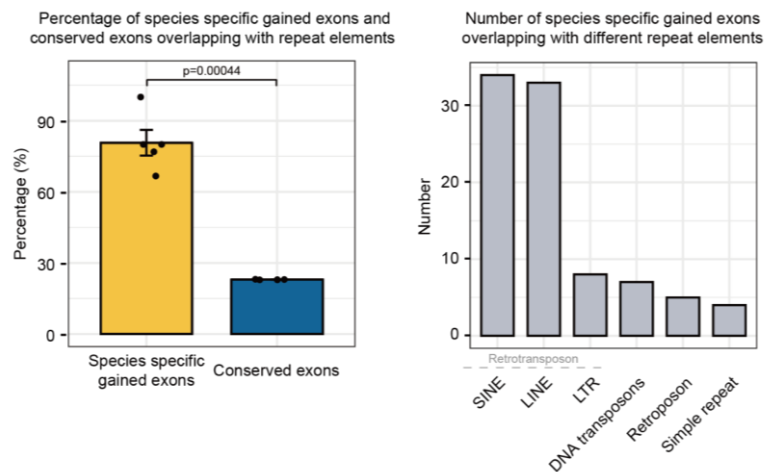 Percentage of species specific gained exons and
conserved exons overlapping with repeat elements
p=0.00044
Percentage (%)
90
60
30
0
Species specific
gained exons
Conserved exons
Number of species specific gained exons
overlapping with different repeat elements
Number
30
20
10
0
Retrotransposon
SINE
LINE
LTR
DNA transposons
Retroposon
Simple repeat